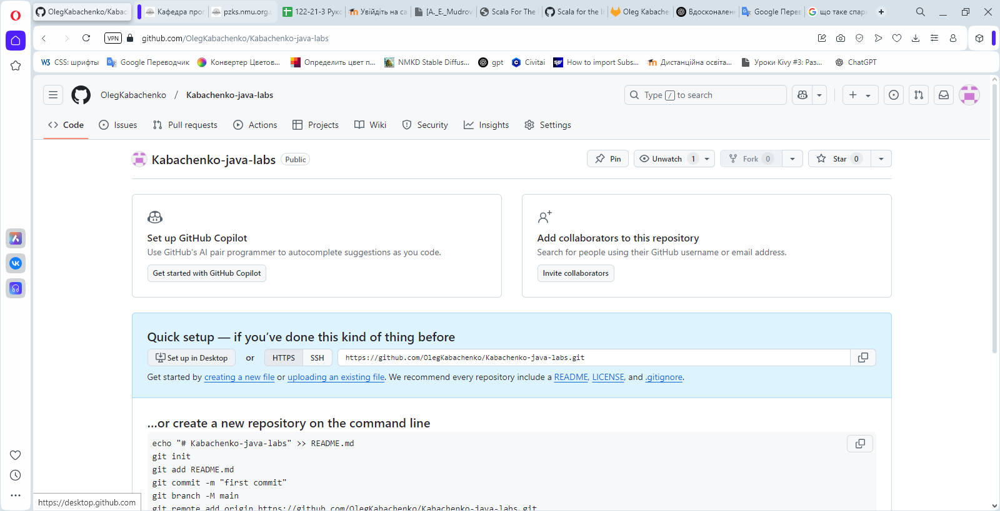 OlegKabachenko/Kabac
Кафедра прог
pzks.nmu.org.u
122-21-3 Рукс
Увійдіть на са
[A._E._Mudrov
Scala For The
Scala for the I
Oleg Kabache
Вдосконален
Google Перев
що таке спар
VPN
github.com/OlegKabachenko/Kabachenko-java-labs
CSS: шрифты
Google Переводчик
Конвертер Цветов...
Определить цвет п...
NMKD Stable Diffus...
gpt
Civitai
How to import Subs...
Дистанційна освіта...
Уроки Kivy #3: Раз...
ChatGPT
OlegKabachenko / Kabachenko-java-labs
Type / to search
Code
Issues
Pull requests
Actions
Projects
Wiki
Security
Insights
Settings
Kabachenko-java-labs Public
Pin
Unwatch 1
Fork 0
Star 0
Set up GitHub Copilot
Use GitHub's AI pair programmer to autocomplete suggestions as you code.
Get started with GitHub Copilot
Add collaborators to this repository
Search for people using their GitHub username or email address.
Invite collaborators
Quick setup — if you’ve done this kind of thing before
Set up in Desktop or HTTPS SSH https://github.com/OlegKabachenko/Kabachenko-java-labs.git
Get started by creating a new file or uploading an existing file. We recommend every repository include a README, LICENSE, and .gitignore.
…or create a new repository on the command line
echo "# Kabachenko-java-labs" >> README.md
git init
git add README.md
git commit -m "first commit"
git branch -M main
git remote add origin https://github.com/OlegKabachenko/Kabachenko-java-labs.git
https://desktop.github.com